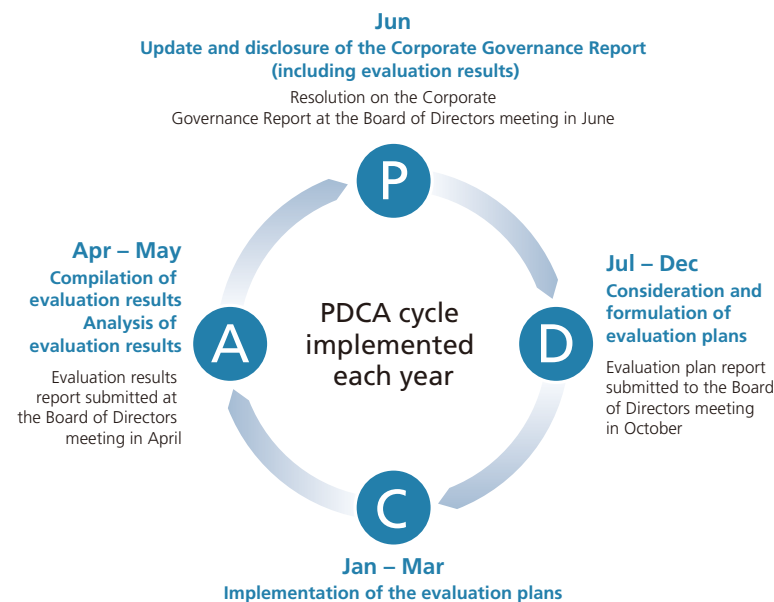 Jun
Update and disclosure of the Corporate Governance Report
(including evaluation results)
Resolution on the Corporate
Governance Report at the Board of Directors meeting in June
P
Jul – Dec
Consideration and
formulation of
evaluation plans
Evaluation plan report
submitted to the Board
of Directors meeting
in October
D
PDCA cycle
implemented
each year
Apr – May
Compilation of
evaluation results
Analysis of
evaluation results
Evaluation results
report submitted at
the Board of Directors
meeting in April
A
C
Jan – Mar
Implementation of the evaluation plans